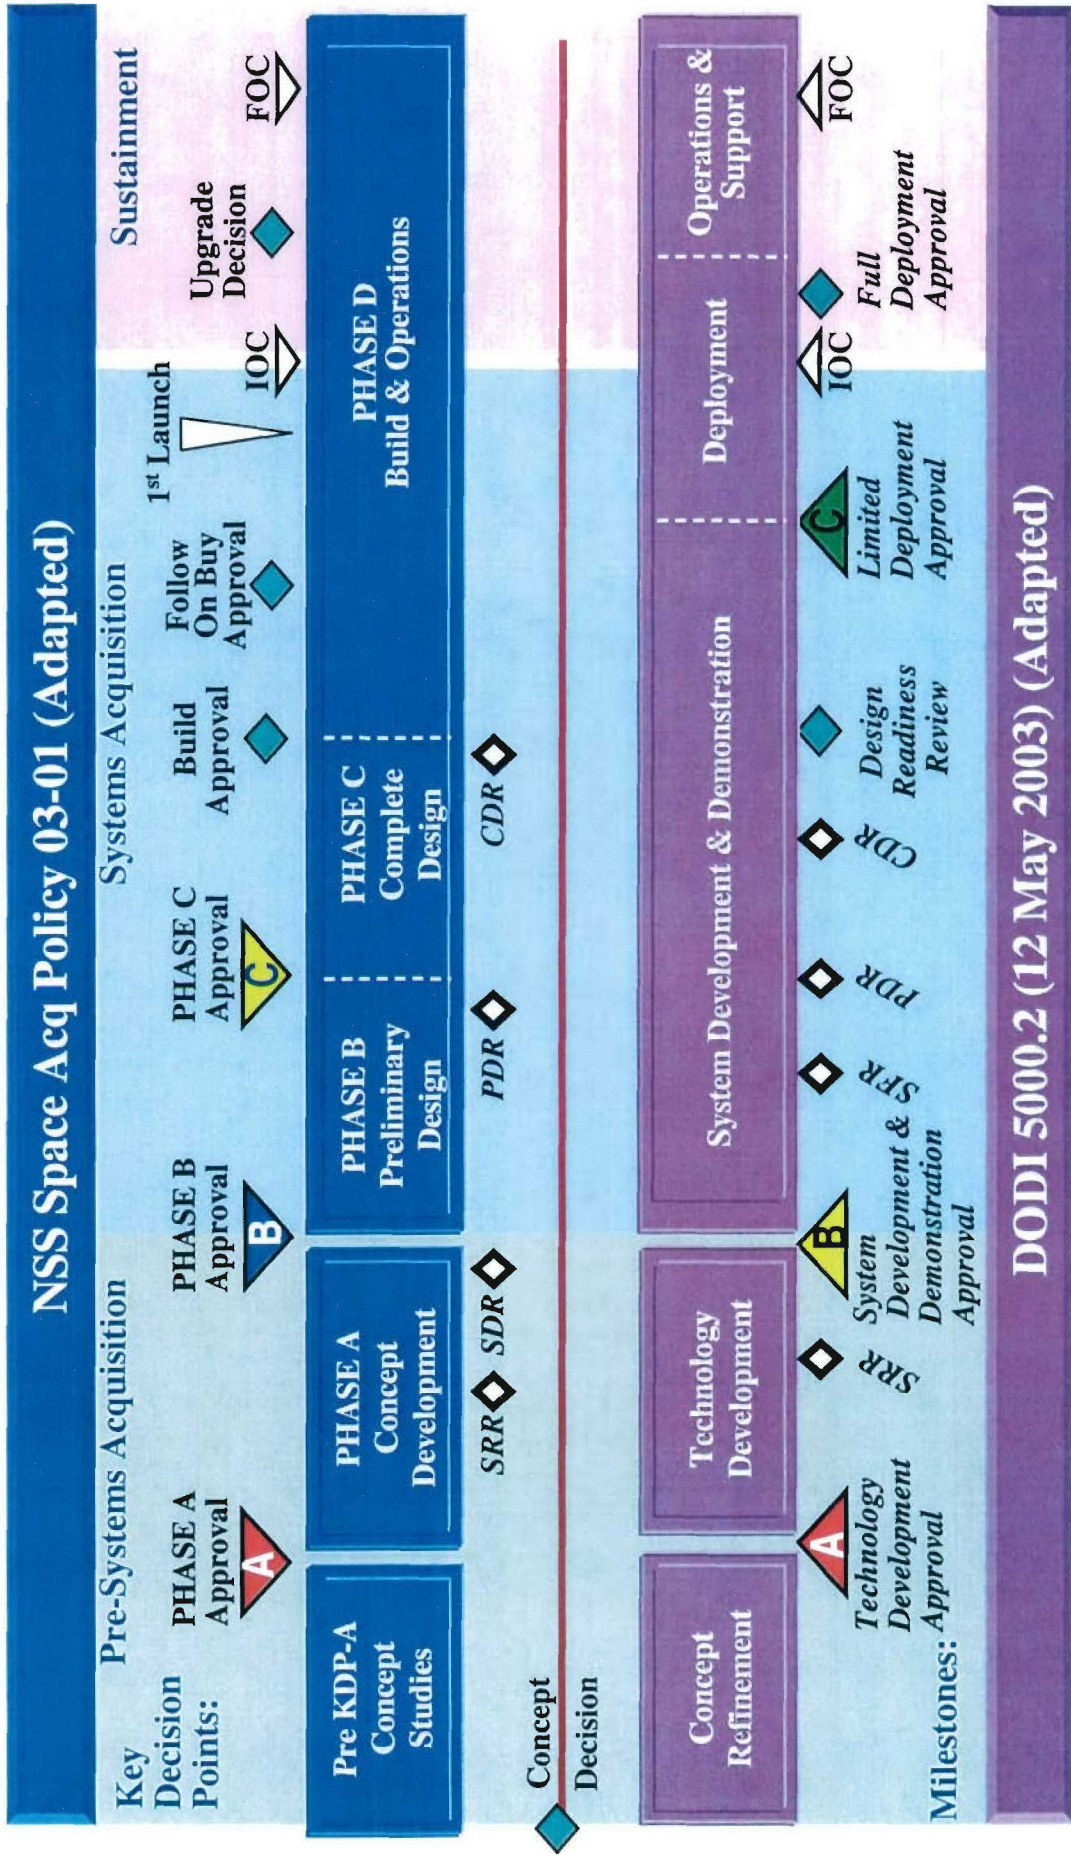 NSS Space Acq Policy 03-01 (Adapted)
Pre-Systems Acquisition
Systems Acquisition
Sustainment
Key
Decision
Points:
PHASE A
Approval
A
PHASE B
Approval
B
PHASE C
Approval
C
Build
Approval
Follow
On Buy
Approval
1st Launch
IOC
Upgrade
Decision
FOC
Pre KDP-A
Concept
Studies
PHASE A
Concept
Development
PHASE B
Preliminary
Design
PHASE C
Complete
Design
PHASE D
Build & Operations
SRR
SDR
PDR
CDR
Concept
Decision
Concept
Refinement
Technology
Development
System Development & Demonstration
Deployment
Operations &
Support
Milestones:
A
Technology
Development
Approval
SRR
B
System
Development &
Demonstration
Approval
SFR
PDR
CDR
Design
Readiness
Review
C
Limited
Deployment
Approval
IOC
Full
Deployment
Approval
FOC
DODI 5000.2 (12 May 2003) (Adapted)